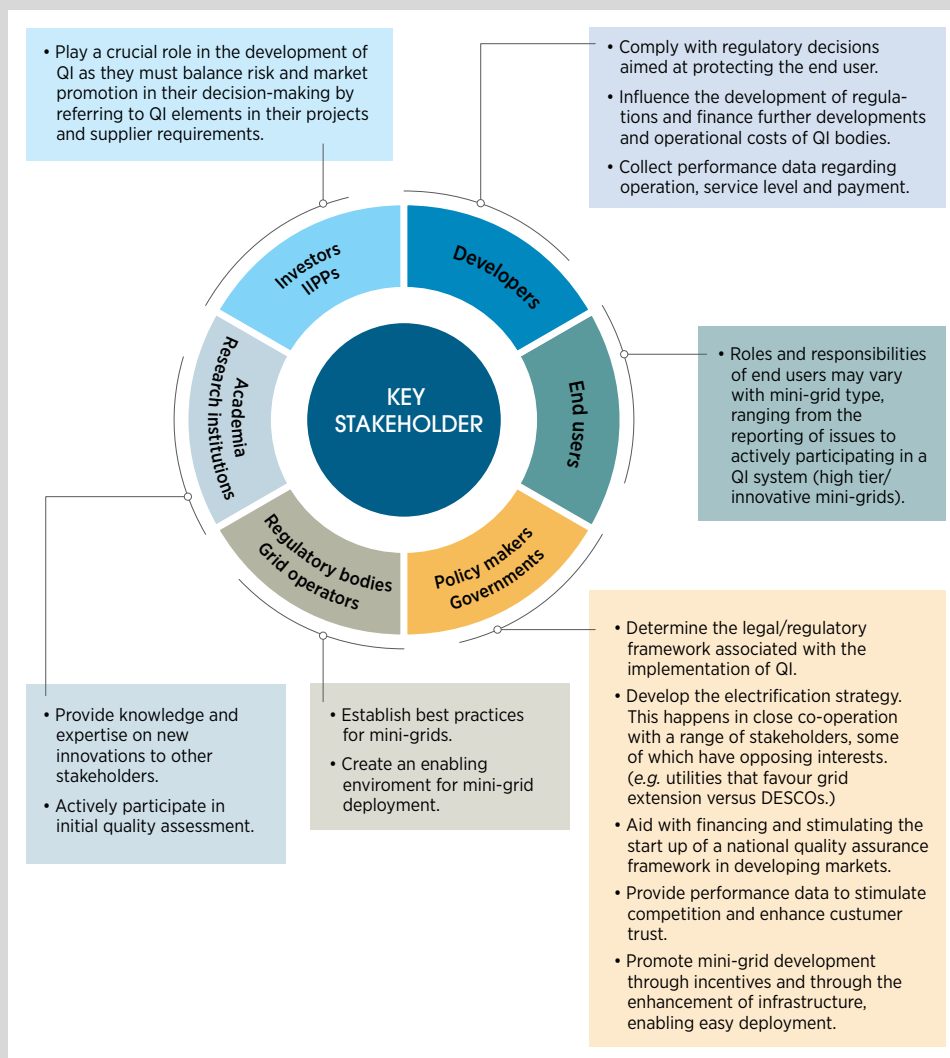 • Play a crucial role in the development of
QI as they must balance risk and market
promotion in their decision-making by
referring to QI elements in their projects
and supplier requirements.
• Comply with regulatory decisions
aimed at protecting the end user.
• Influence the development of regula-
tions and finance further developments
and operational costs of QI bodies.
• Collect performance data regarding
operation, service level and payment.
Investors
IIPPs
Developers
Academia
Research institutions
KEY
STAKEHOLDER
End users
Regulatory bodies
Grid operators
Policy makers
Governments
• Roles and responsibilities
of end users may vary
with mini-grid type,
ranging from the
reporting of issues to
actively participating in a
QI system (high tier/
innovative mini-grids).
• Provide knowledge and
expertise on new
innovations to other
stakeholders.
• Actively participate in
initial quality assessment.
• Establish best practices
for mini-grids.
• Create an enabling
enviroment for mini-grid
deployment.
• Determine the legal/regulatory
framework associated with the
implementation of QI.
• Develop the electrification strategy.
This happens in close co-operation
with a range of stakeholders, some
of which have opposing interests.
(e.g. utilities that favour grid
extension versus DESCOs.)
• Aid with financing and stimulating the
start up of a national quality assurance
framework in developing markets.
• Provide performance data to stimulate
competition and enhance custumer
trust.
• Promote mini-grid development
through incentives and through the
enhancement of infrastructure,
enabling easy deployment.